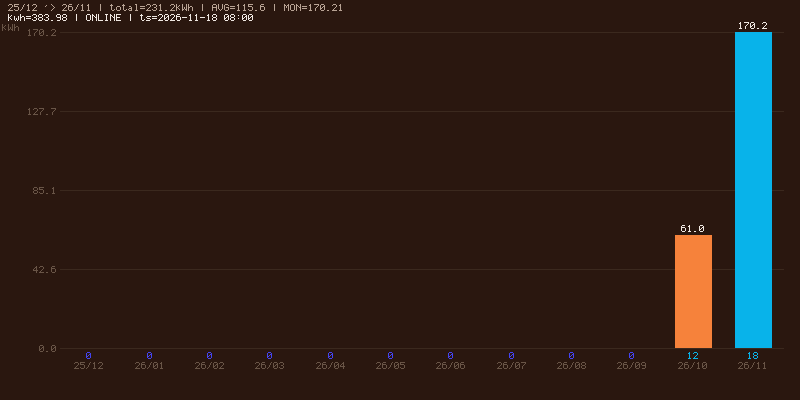 25/12 -> 26/11 | total=231.2kWh | AVG=115.6 | MON=170.21
Kwh=383.98 | ONLINE | ts=2026-11-18 08:00
kWh
170.2
170.2
127.7
85.1
61.0
42.6
0.0
0 0 0 0 0 0 0 0 0 0 12 18
25/12 26/01 26/02 26/03 26/04 26/05 26/06 26/07 26/08 26/09 26/10 26/11